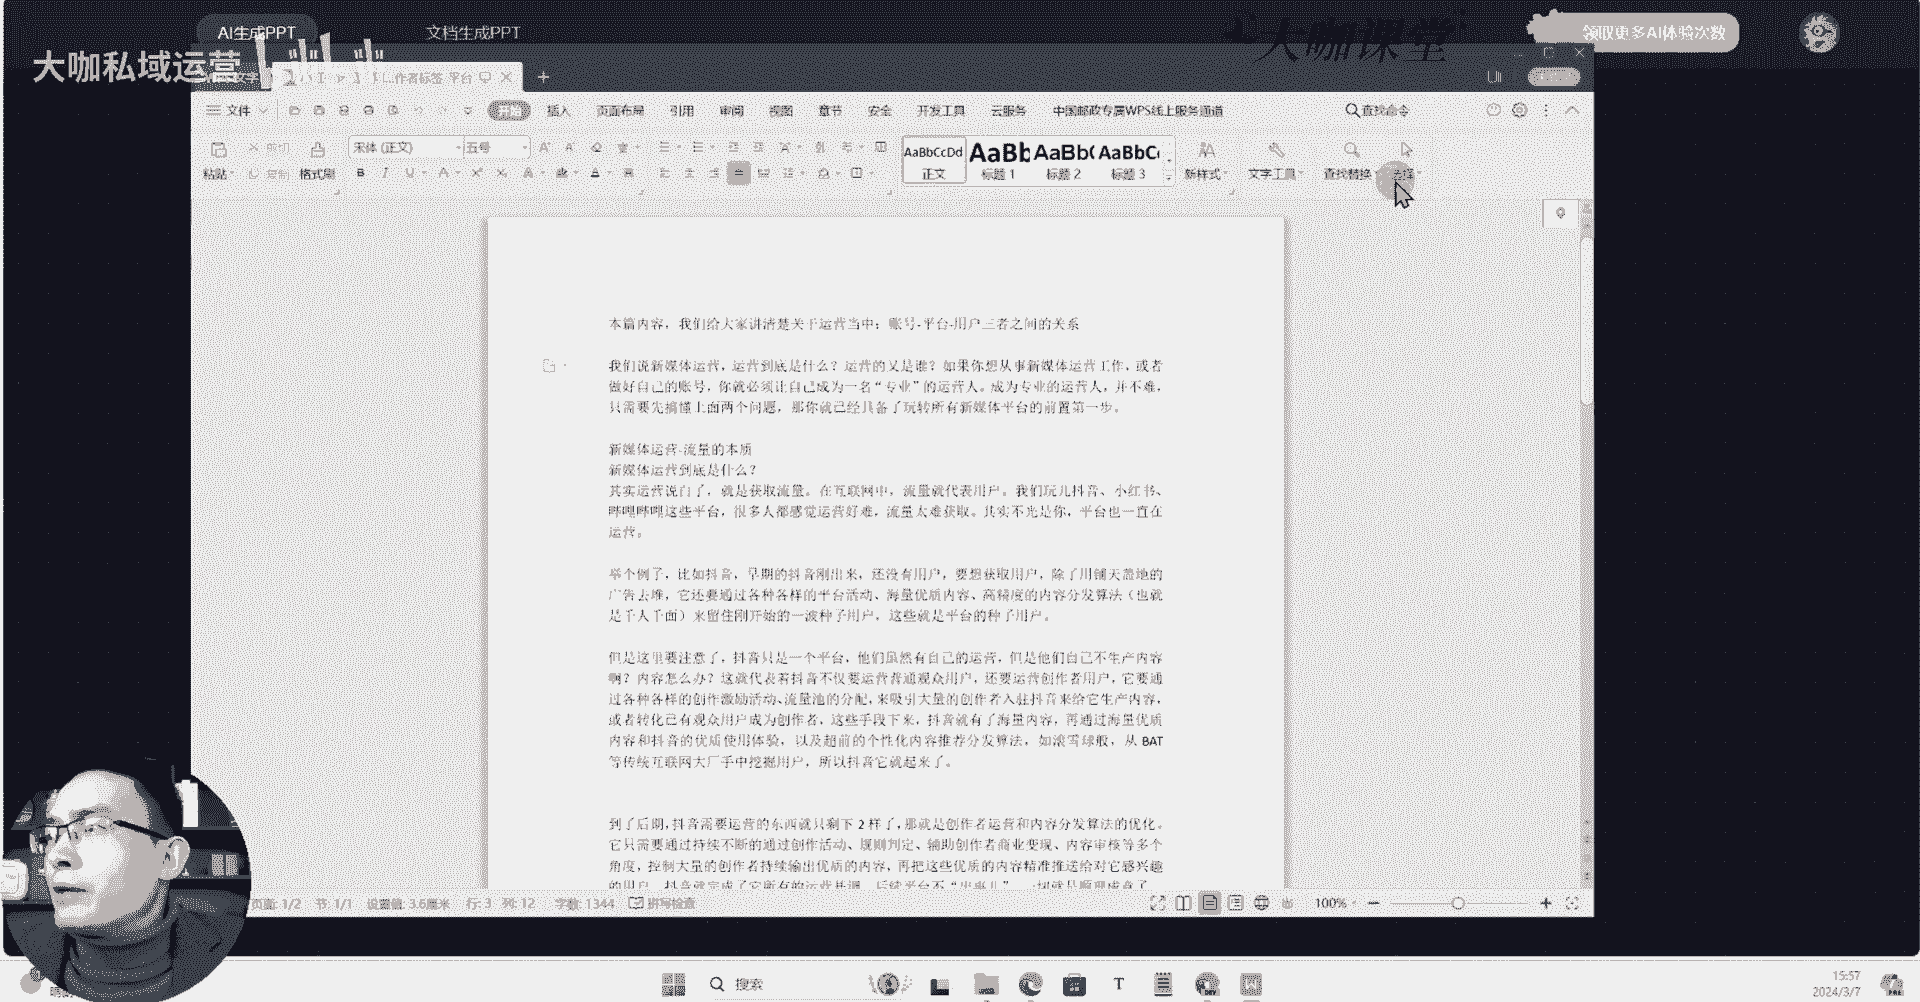 AI生成PPT
文档生成PPT
大咖课堂
领取更多AI体验次数
大咖私域运营
作者标签 平台
文件
开始
插入
页面布局
引用
审阅
视图
章节
安全
开发工具
云服务
中国邮政专属WPS线上服务通道
查找命令
粘贴
剪切
复制
格式刷
宋体 (正文)
五号
AaBbCcDd
正文
AaBb
标题 1
AaBb(
标题 2
AaBbC
标题 3
新样式
文字工具
查找替换
选择
本篇内容，我们给大家讲清楚关于运营当中：账号-平台-用户三者之间的关系
我们说新媒体运营，运营到底是什么？运营的又是谁？如果你想从事新媒体运营工作，或者
做好自己的账号，你就必须让自己成为一名“专业”的运营人。成为专业的运营人，并不难，
只需要先搞懂上面两个问题，那你就已经具备了玩转所有新媒体平台的前置第一步。
新媒体运营-流量的本质
新媒体运营到底是什么？
其实运营说白了，就是获取流量。在互联网中，流量就代表用户。我们玩儿抖音、小红书、
哔哩哔哩这些平台，很多人都感觉运营好难，流量太难获取。其实不光是你，平台也一直在
运营。
举个例子，比如抖音，早期的抖音刚出来，还没有用户，要想获取用户，除了用铺天盖地的
广告去堆，它还要通过各种各样的平台活动、海量优质内容、高精度的内容分发算法（也就
是千人千面）来留住刚开始的一波种子用户，这些就是平台的种子用户。
但是这里要注意了，抖音只是一个平台，他们虽然有自己的运营，但是他们自己不生产内容
啊？内容怎么办？这就代表着抖音不仅要运营普通观众用户，还要运营创作者用户，它要通
过各种各样的创作激励活动、流量池的分配，来吸引大量的创作者入驻抖音来给它生产内容，
或者转化已有观众用户成为创作者，这些手段下来，抖音就有了海量内容，再通过海量优质
内容和抖音的优质使用体验，以及超前的个性化内容推荐分发算法，如滚雪球般，从 BAT
等传统互联网大厂手中挖掘用户，所以抖音它就起来了。
到了后期，抖音需要运营的东西就只剩下 2 样了，那就是创作者运营和内容分发算法的优化。
它只需要通过持续不断的通过创作活动、规则判定、辅助创作者商业变现、内容审核等多个
角度，控制大量的创作者持续输出优质的内容，再把这些优质的内容精准推送给对它感兴趣
页面: 1/2
节: 1/1
设置值: 3.6厘米
行: 3
列: 12
字数: 1344
拼写检查
100%
搜索
15:57
2024/3/7